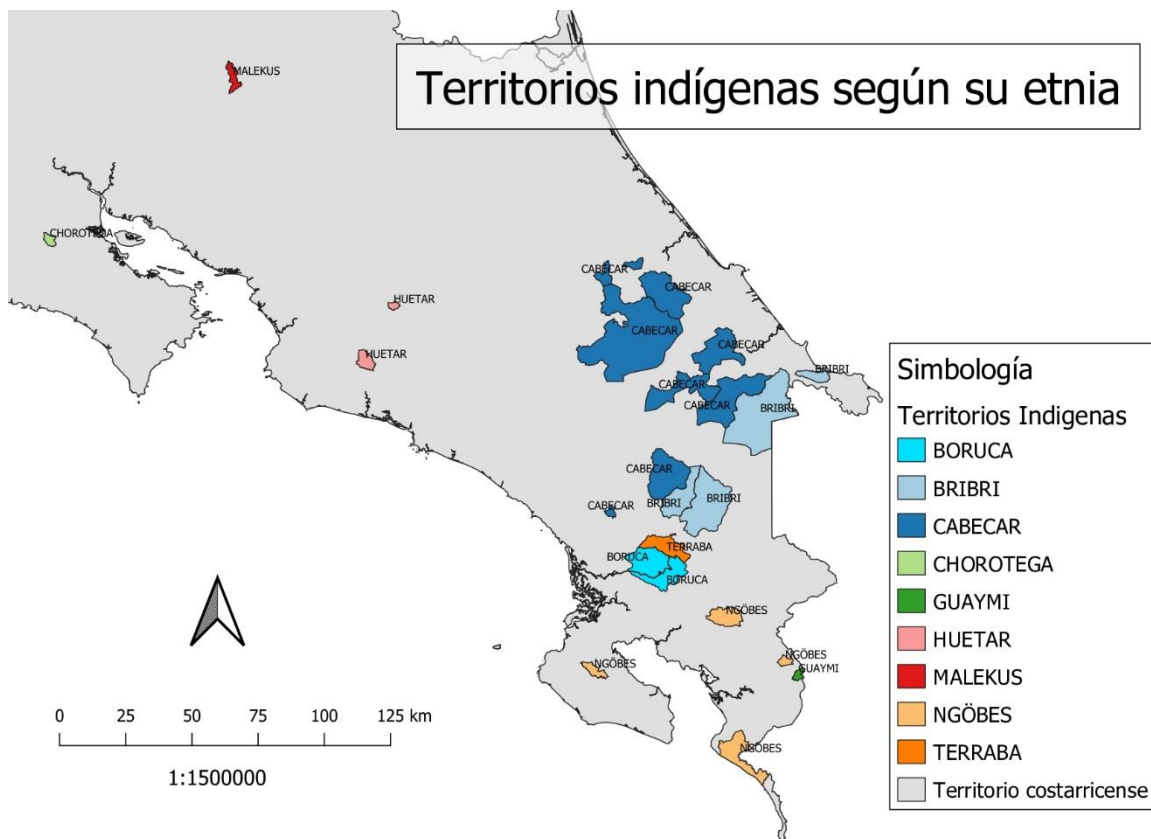 Territorios indígenas según su etnia
MALEKUS
CHOROTEGA
HUETAR
HUETAR
CABECAR
CABECAR
CABECAR
CABECAR
CABECAR
CABECAR
BRIBRI
BRIBRI
CABECAR
BRIBRI
BRIBRI
CABECAR
TERRABA
BORUCA
BORUCA
NGÖBES
NGÖBES
NGÖBES
GUAYMI
NGÖBES
Simbología
Territorios Indigenas
BORUCA
BRIBRI
CABECAR
CHOROTEGA
GUAYMI
HUETAR
MALEKUS
NGÖBES
TERRABA
Territorio costarricense
0 25 50 75 100 125 km
1:1500000